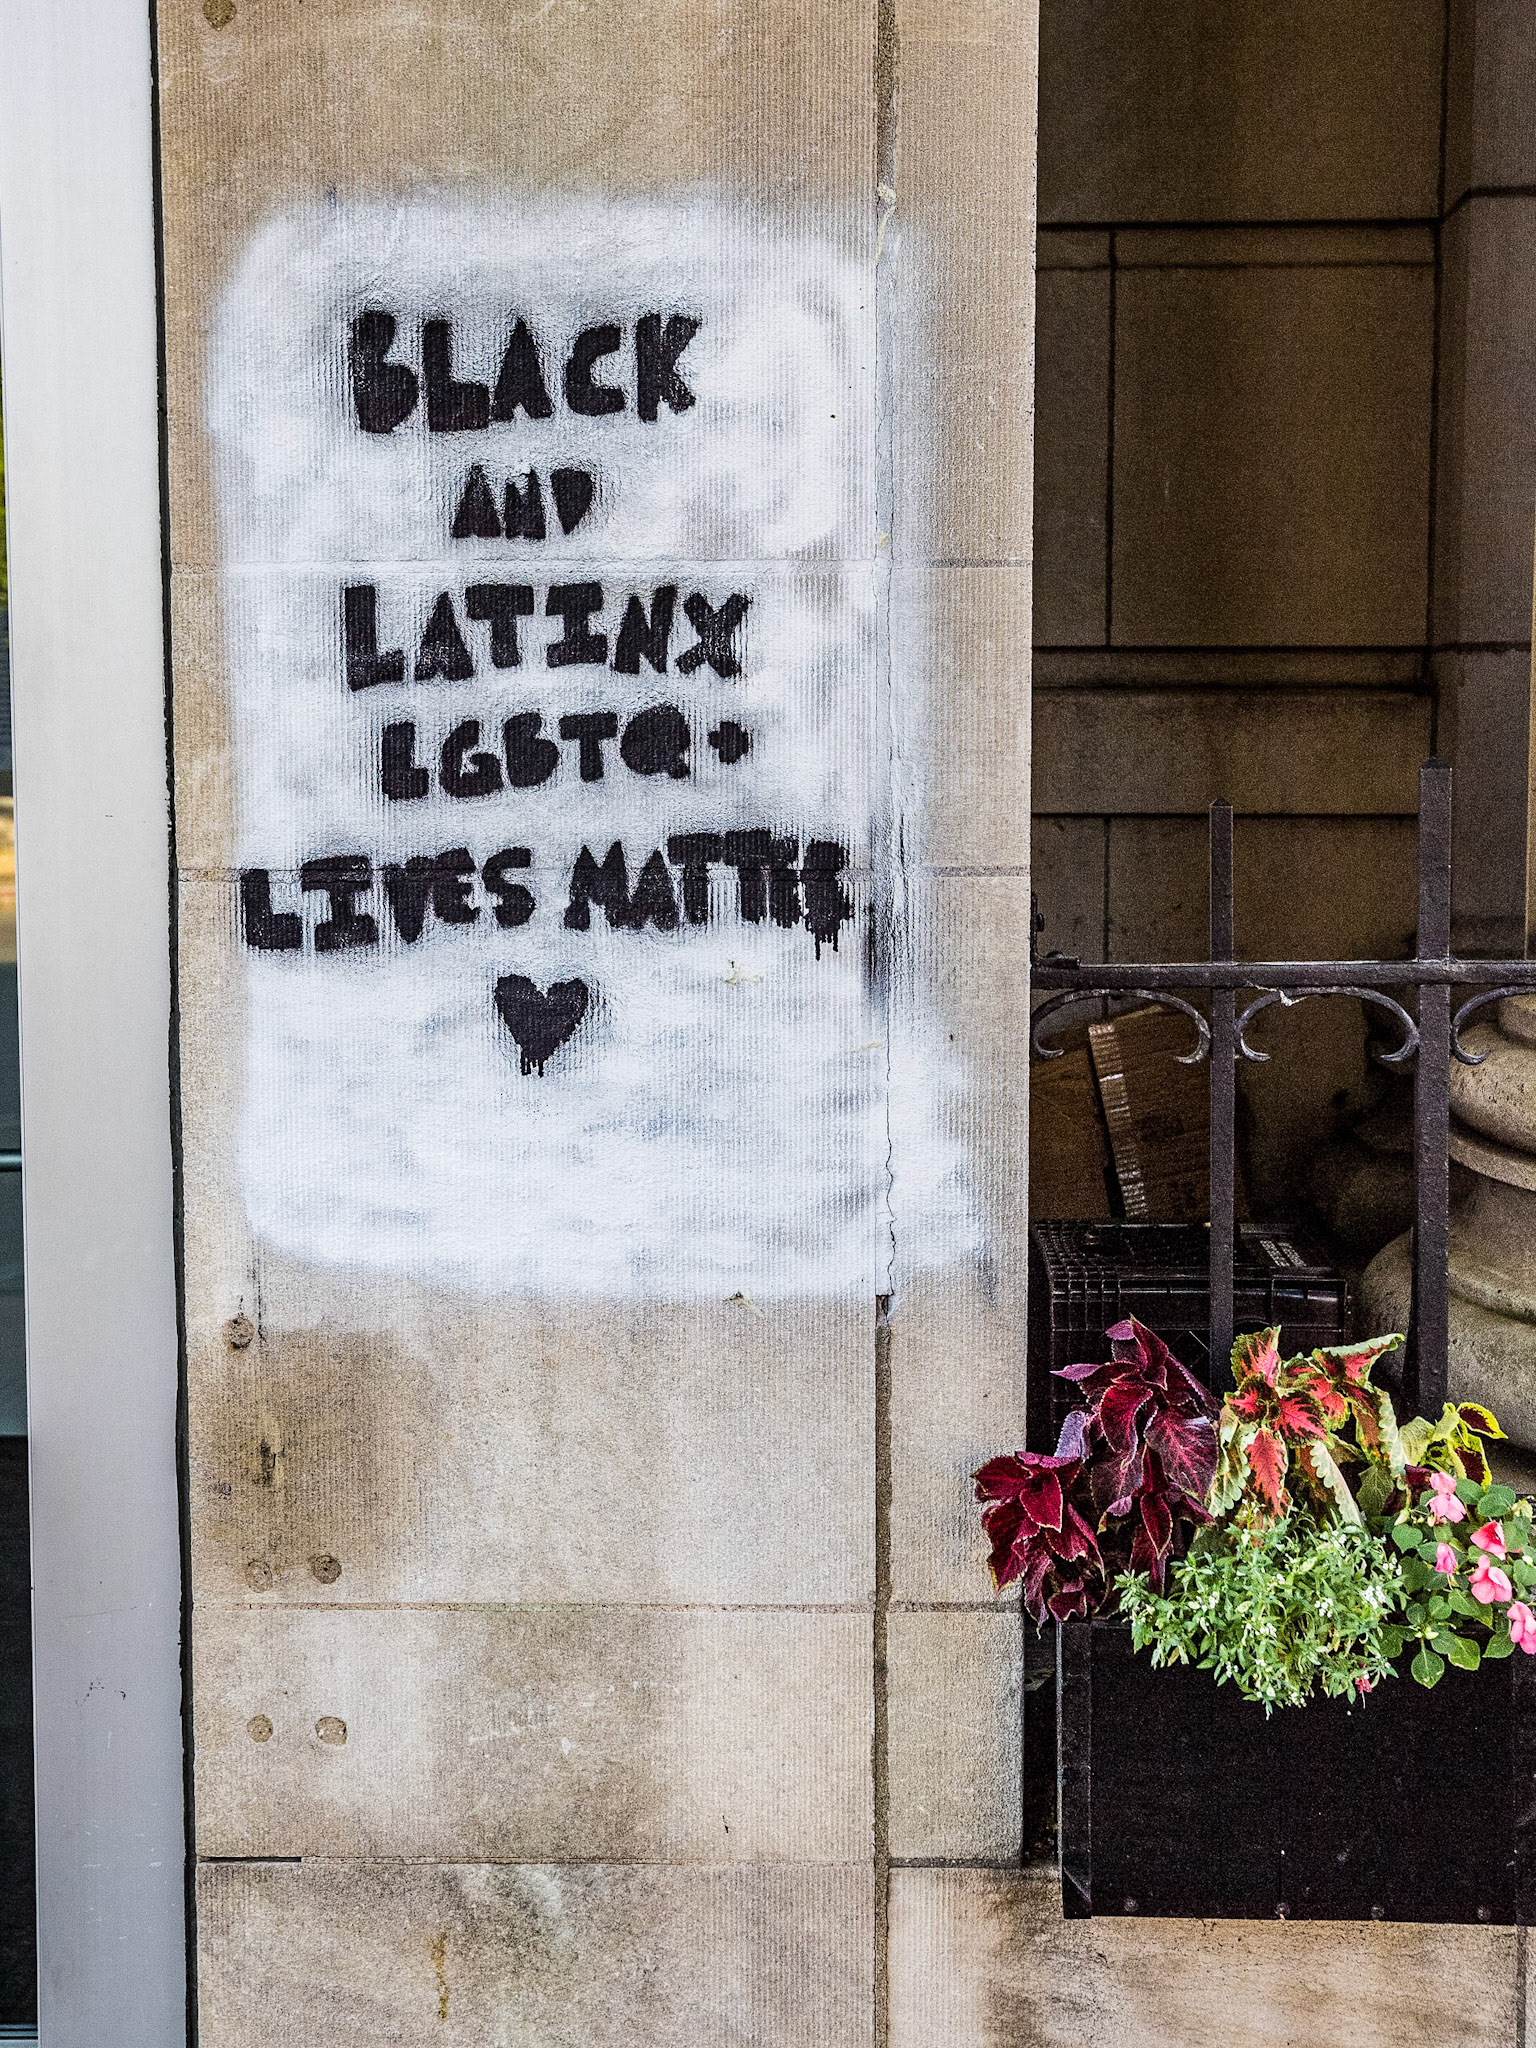 BLACK
AND
LATINX
LGBTQ+
LIVES MATTER